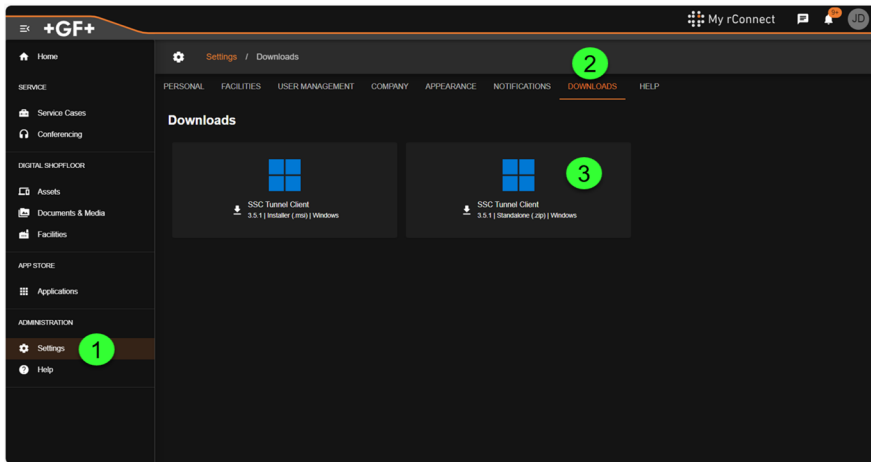 +GF+
My rConnect
9+
JD
Home
Settings / Downloads
2
SERVICE
PERSONAL FACILITIES USER MANAGEMENT COMPANY APPEARANCE NOTIFICATIONS DOWNLOADS HELP
Service Cases
Conferencing
Downloads
DIGITAL SHOPFLOOR
Assets
Documents & Media
Facilities
3
SSC Tunnel Client
3.5.1 | Installer (.msi) | Windows
SSC Tunnel Client
3.5.1 | Standalone (.zip) | Windows
APP STORE
Applications
ADMINISTRATION
Settings
1
Help